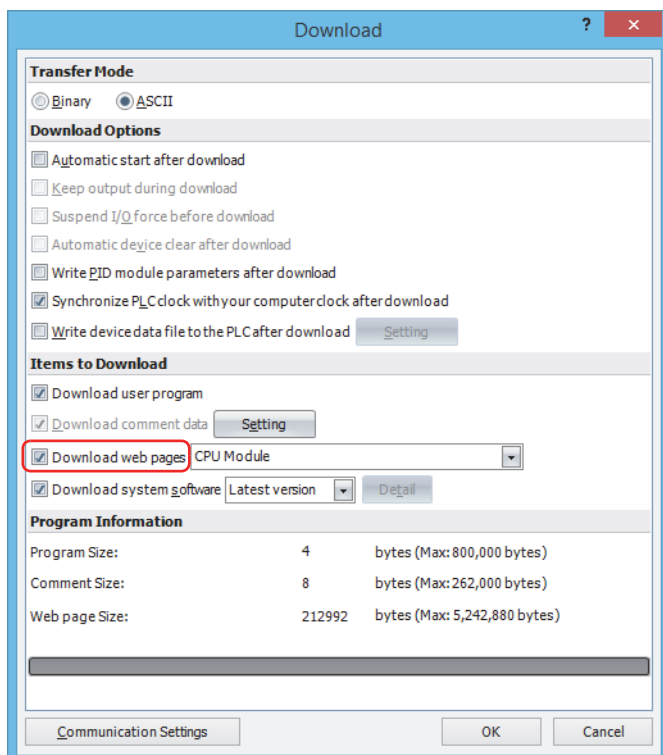 Download
?
×
Transfer Mode
Binary ASCII
Download Options
Automatic start after download
Keep output during download
Suspend I/O force before download
Automatic device clear after download
Write PID module parameters after download
Synchronize PLC clock with your computer clock after download
Write device data file to the PLC after download Setting
Items to Download
Download user program
Download comment data Setting
Download web pages CPU Module
Download system software Latest version Detail
Program Information
Program Size: 4 bytes (Max: 800,000 bytes)
Comment Size: 8 bytes (Max: 262,000 bytes)
Web page Size: 212992 bytes (Max: 5,242,880 bytes)
Communication Settings OK Cancel